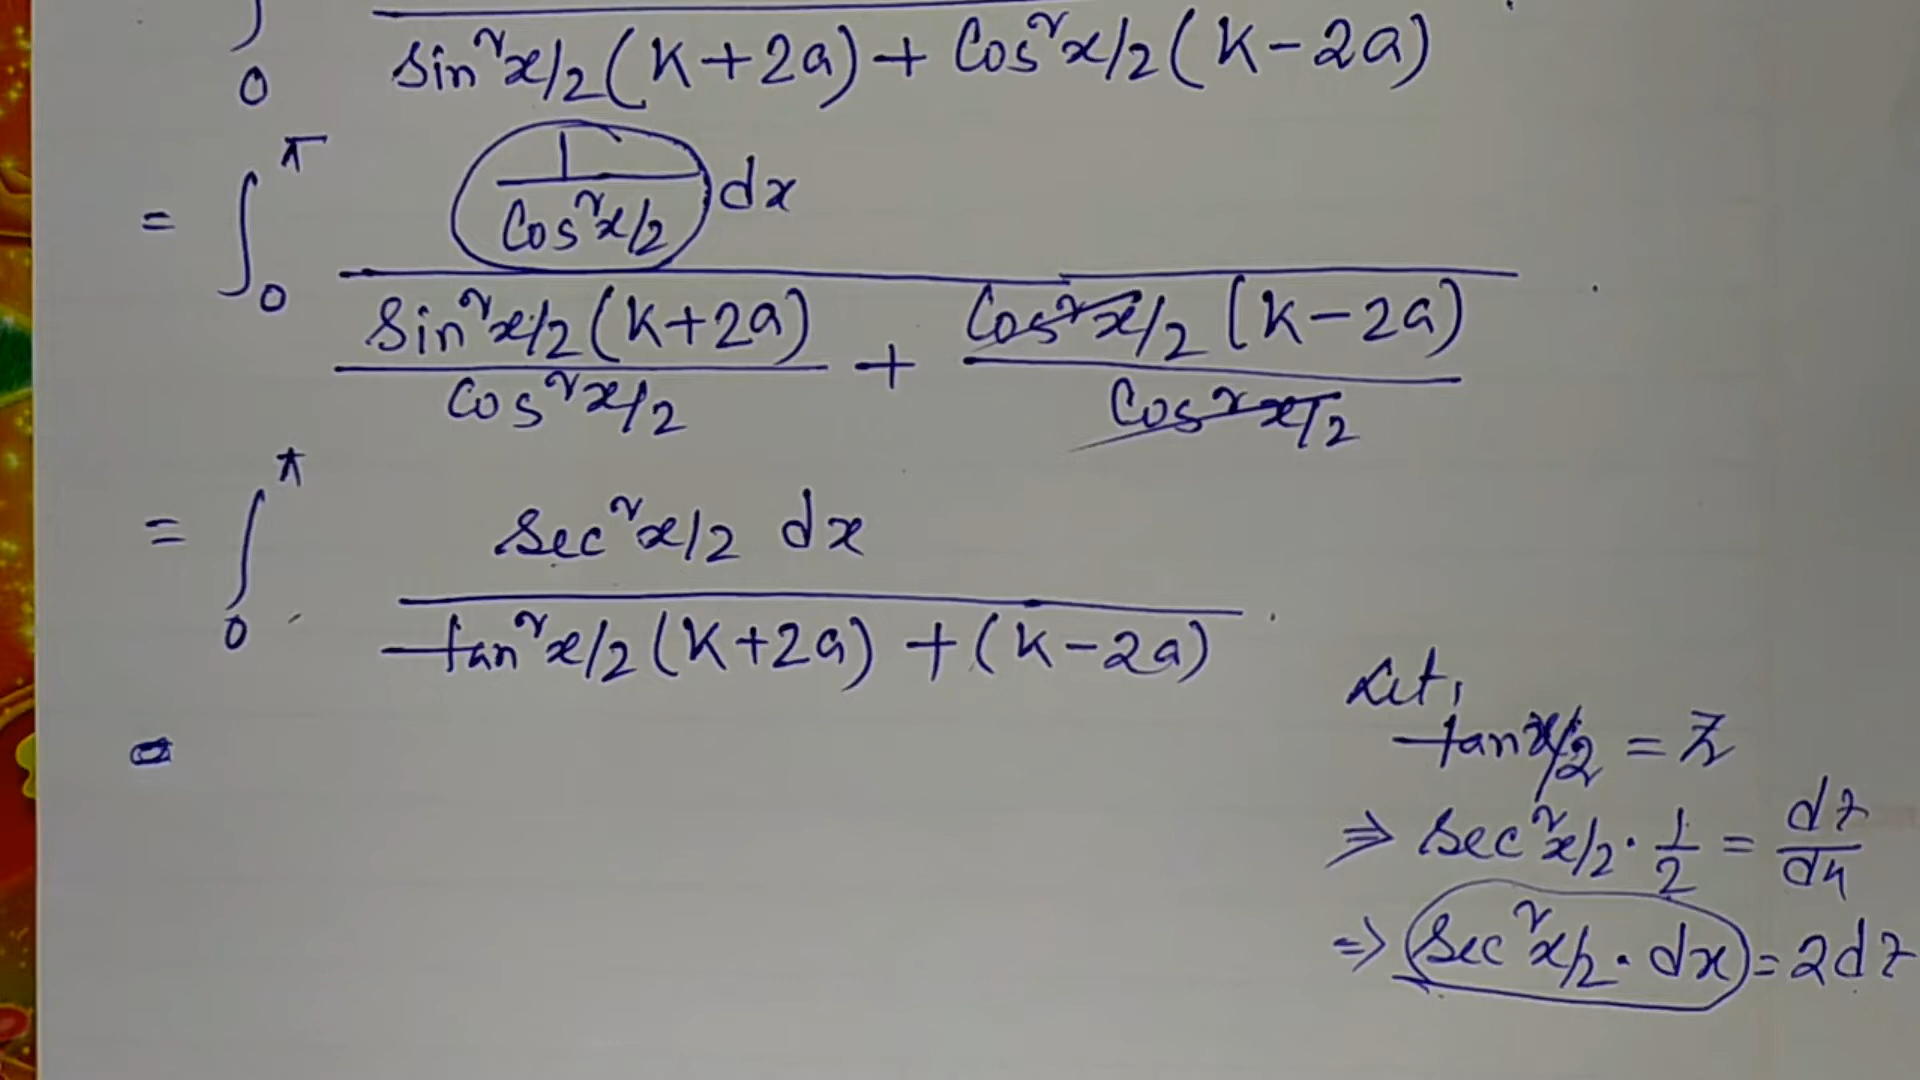 ∫₀ sin²x/2 (K+2a) + Cos²x/2 (K-2a)
= ∫₀^π (1/Cos²x/2) dx
Sin²x/2 (K+2a)/Cos²x/2 + Cos²x/2 (K-2a)/Cos²x/2
= ∫₀^π Sec²x/2 dx
tan²x/2 (K+2a) + (K-2a)
=
Let,
tan x/2 = z
⇒ Sec²x/2 · 1/2 = dz/dx
⇒ Sec²x/2 · dx = 2dz